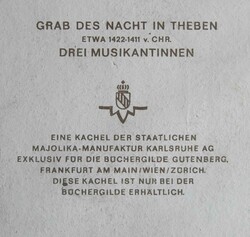 GRAB DES NACHT IN THEBEN
ETWA 1422-1411 v. CHR.
DREI MUSIKANTINNEN
EINE KACHEL DER STAATLICHEN
MAJOLIKA-MANUFAKTUR KARLSRUHE AG
EXKLUSIV FÜR DIE BÜCHERGILDE GUTENBERG,
FRANKFURT AM MAIN/WIEN/ZÜRICH.
DIESE KACHEL IST NUR BEI DER
BÜCHERGILDE ERHÄLTLICH.